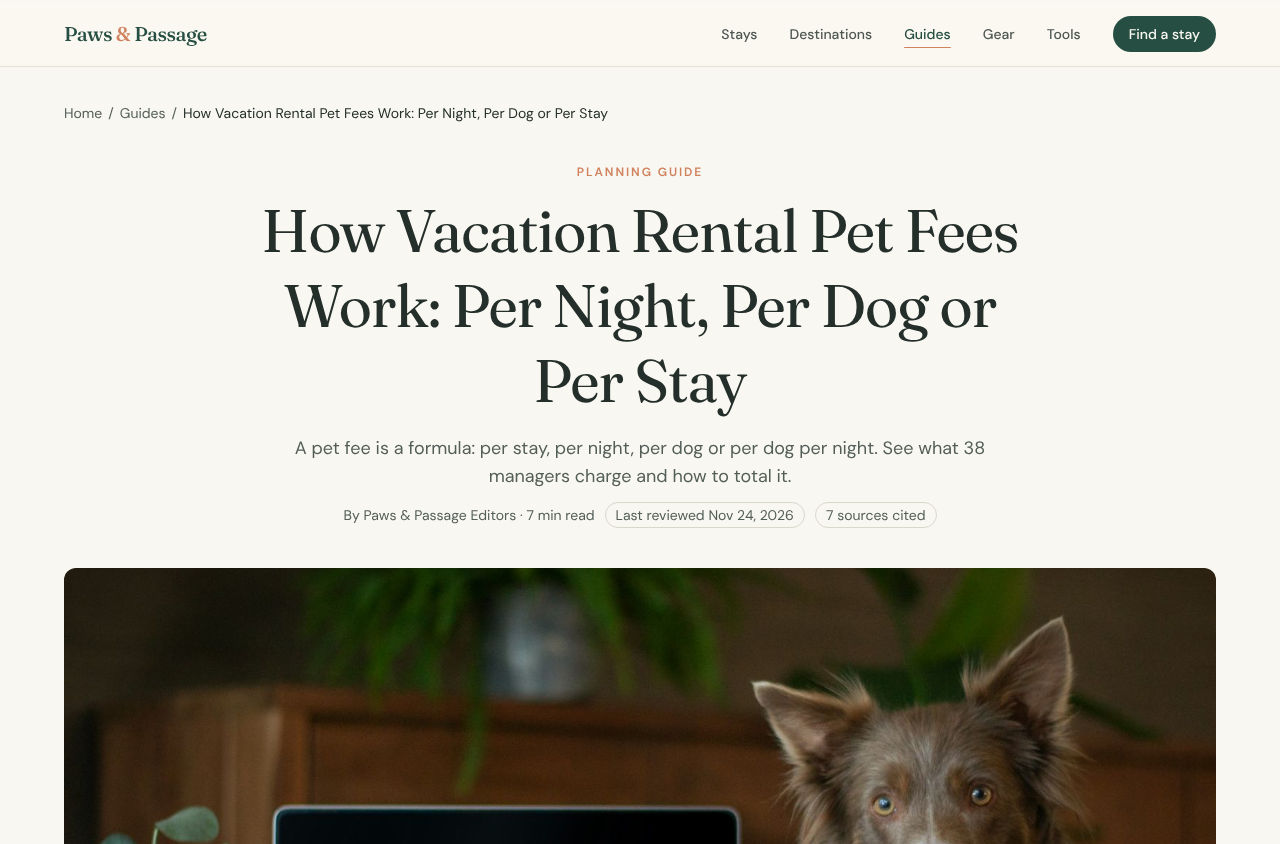 Paws & Passage
Stays
Destinations
Guides
Gear
Tools
Find a stay
Home / Guides / How Vacation Rental Pet Fees Work: Per Night, Per Dog or Per Stay
PLANNING GUIDE
How Vacation Rental Pet Fees
Work: Per Night, Per Dog or
Per Stay
A pet fee is a formula: per stay, per night, per dog or per dog per night. See what 38
managers charge and how to total it.
By Paws & Passage Editors · 7 min read
Last reviewed Nov 24, 2026
7 sources cited